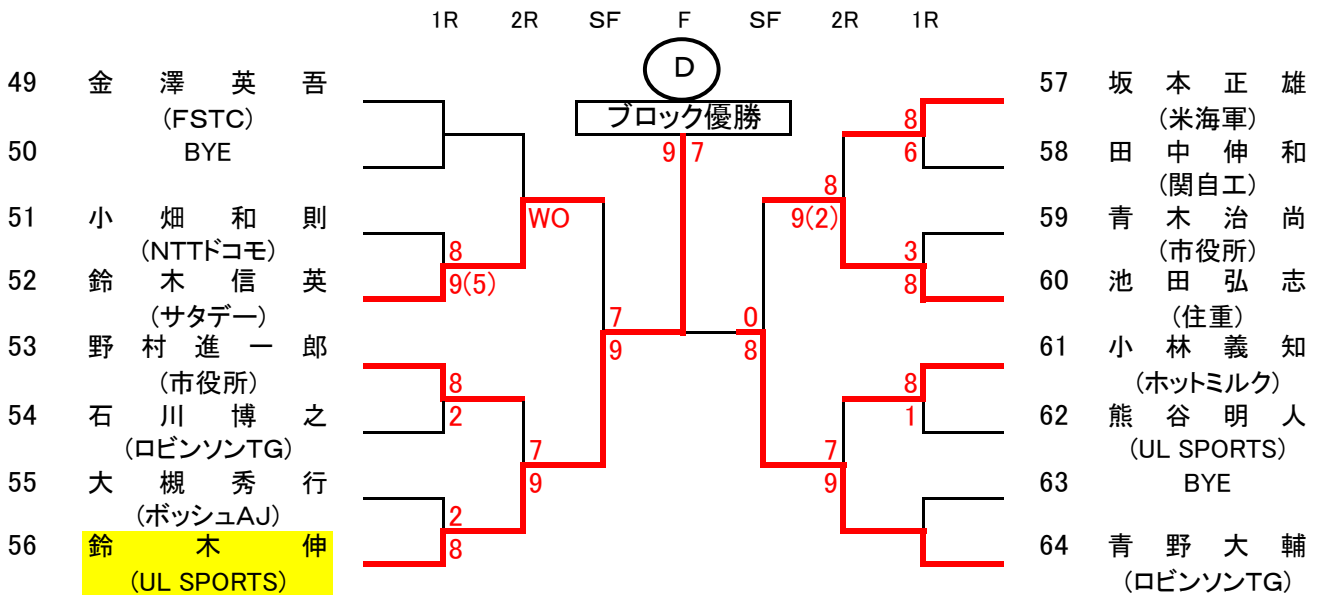 1R 2R SF F SF 2R 1R
D
ブロック優勝
9 7
49 金澤英吾
(FSTC)
50 BYE
51 小畑和則
(NTTドコモ)
8
52 鈴木信英
9(5)
(サタデー)
WO
53 野村進一郎
(市役所)
8
54 石川博之
2
(ロビンソンTG)
7
9
55 大槻秀行
(ボッシュAJ)
2
56 鈴木伸
8
(UL SPORTS)
7
9
0
8
57 坂本正雄
8
(米海軍)
58 田中伸和
6
(関自工)
8
9(2)
59 青木治尚
3
(市役所)
60 池田弘志
8
(住重)
61 小林義知
8
(ホットミルク)
62 熊谷明人
1
(UL SPORTS)
7
9
63 BYE
64 青野大輔
(ロビンソンTG)